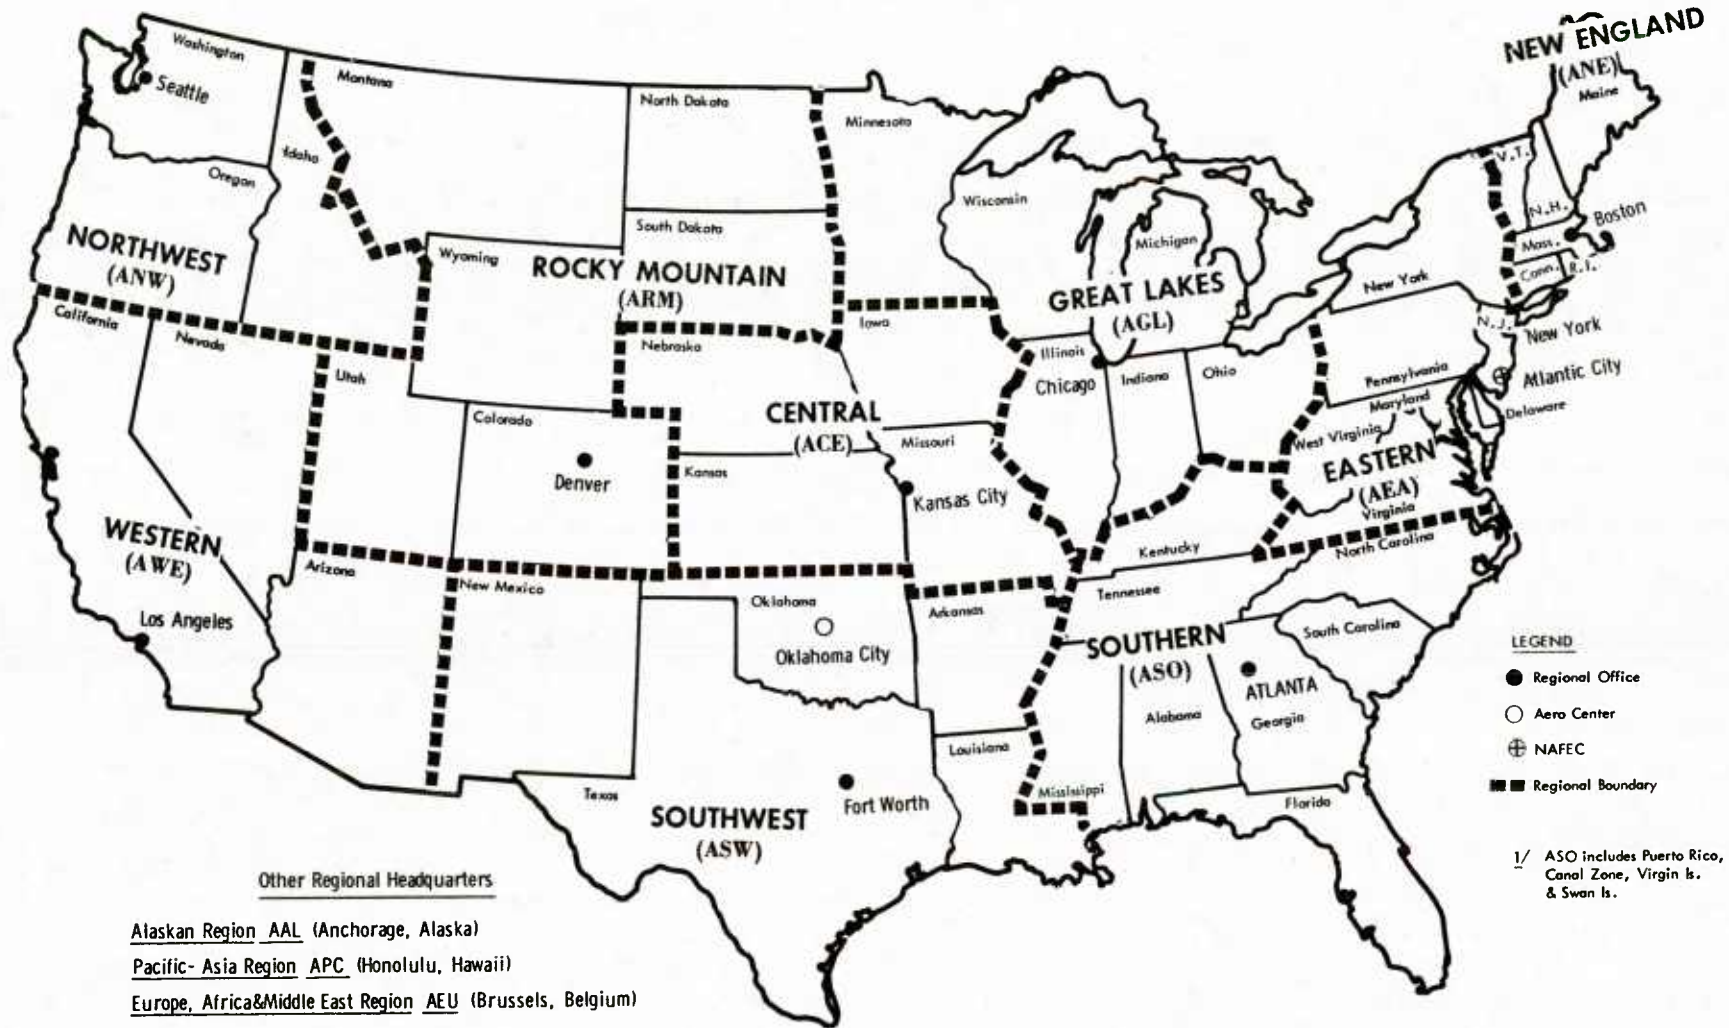 NEW ENGLAND
(ANE)
Maine
Washington
Seattle
Montana
North Dakota
Minnesota
Idaho
Oregon
V.T.
Wisconsin
N.H.
Boston
South Dakota
Michigan
Mass.
NORTHWEST
(ANW)
Wyoming
ROCKY MOUNTAIN
(ARM)
GREAT LAKES
(AGL)
New York
Conn.
R.I.
California
Nevada
Iowa
N.J.
New York
Nebraska
Illinois
Chicago
Indiana
Ohio
Utah
Pennsylvania
Atlantic City
Maryland
Delaware
Colorado
CENTRAL
(ACE)
Missouri
West Virginia
Denver
Kansas
Kansas City
EASTERN
(AEA)
Virginia
WESTERN
(AWE)
Kentucky
North Carolina
Arizona
New Mexico
Oklahoma
Arkansas
Tennessee
Los Angeles
Oklahoma City
SOUTHERN
(ASO)
South Carolina
ATLANTA
Georgia
Alabama
Louisiana
Mississippi
Texas
Fort Worth
Florida
SOUTHWEST
(ASW)
LEGEND
Regional Office
Aero Center
NAFEC
Regional Boundary
1/ ASO includes Puerto Rico,
Canal Zone, Virgin Is.
& Swan Is.
Other Regional Headquarters
Alaskan Region AAL (Anchorage, Alaska)
Pacific- Asia Region APC (Honolulu, Hawaii)
Europe, Africa&Middle East Region AEU (Brussels, Belgium)